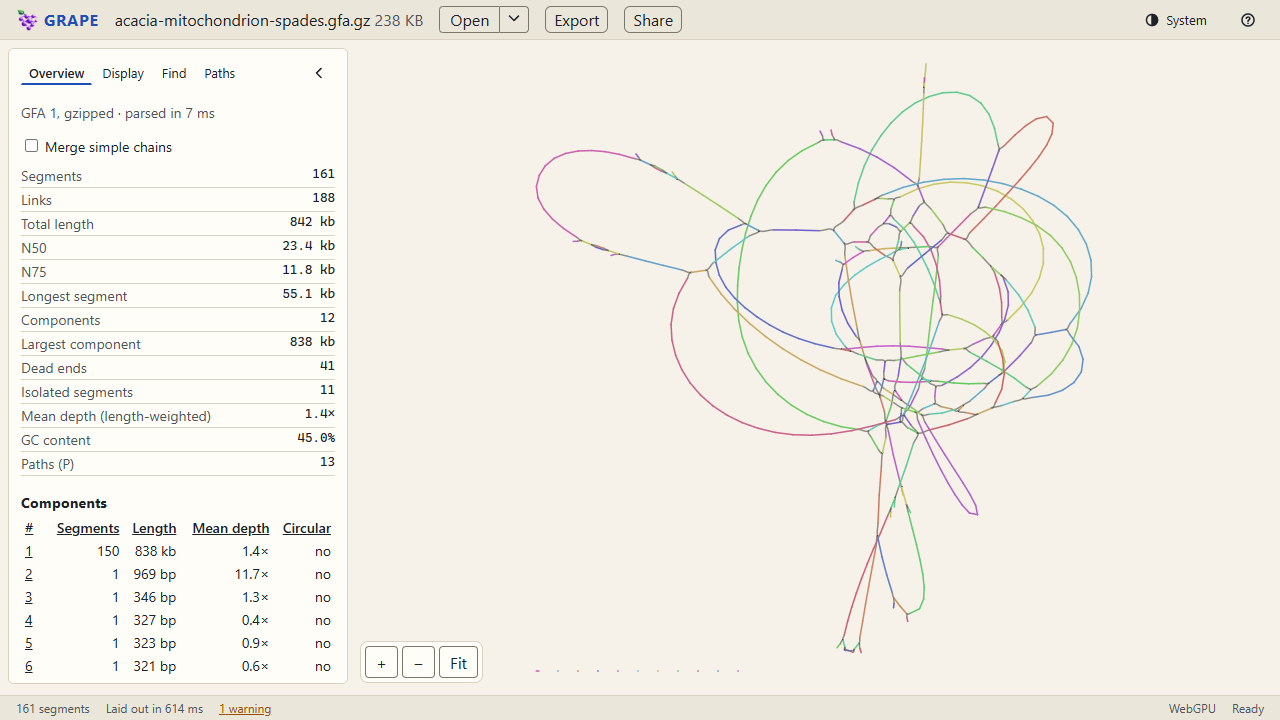 GRAPE acacia-mitochondrion-spades.gfa.gz 238 KB Open Export Share System
Overview Display Find Paths
GFA 1, gzipped · parsed in 7 ms
Merge simple chains
Segments 161
Links 188
Total length 842 kb
N50 23.4 kb
N75 11.8 kb
Longest segment 55.1 kb
Components 12
Largest component 838 kb
Dead ends 41
Isolated segments 11
Mean depth (length-weighted) 1.4×
GC content 45.0%
Paths (P) 13
Components
# Segments Length Mean depth Circular
1 150 838 kb 1.4× no
2 1 969 bp 11.7× no
3 1 346 bp 1.3× no
4 1 327 bp 0.4× no
5 1 323 bp 0.9× no
6 1 321 bp 0.6× no
+ − Fit
161 segments Laid out in 614 ms 1 warning WebGPU Ready